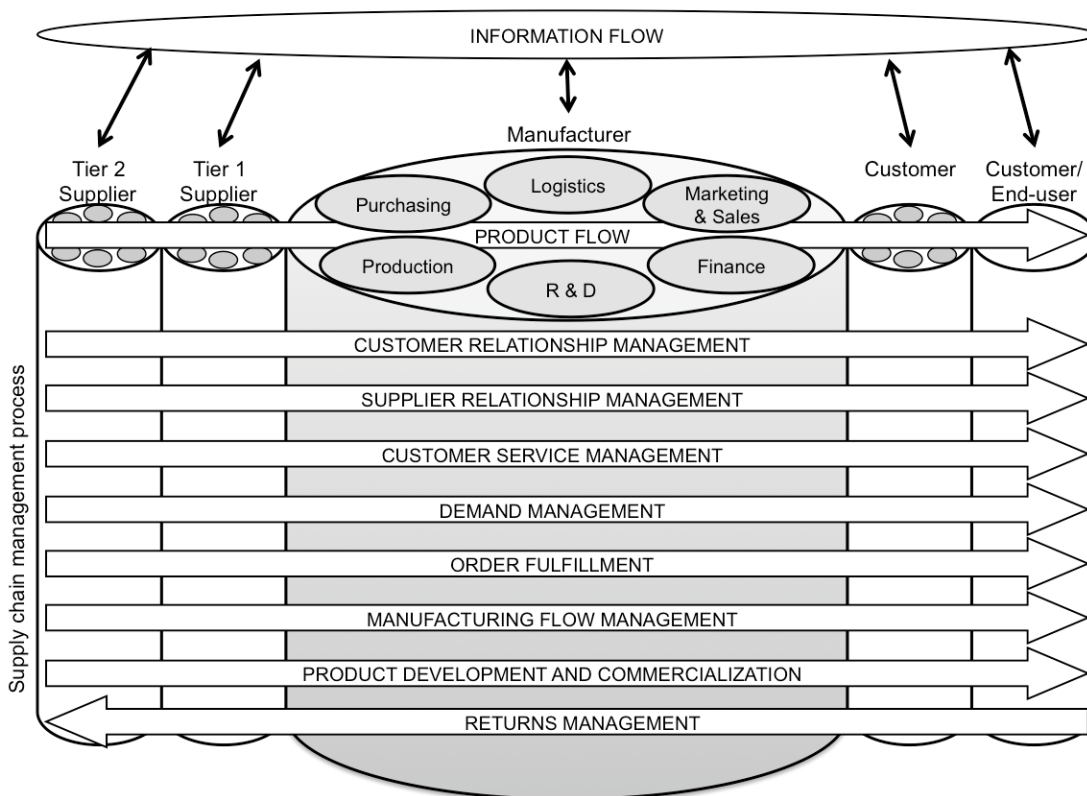 INFORMATION FLOW
Manufacturer
Tier 2
Supplier
Tier 1
Supplier
Customer
Customer/
End-user
Purchasing
Logistics
Marketing
& Sales
PRODUCT FLOW
Production
R & D
Finance
Supply chain management process
CUSTOMER RELATIONSHIP MANAGEMENT
SUPPLIER RELATIONSHIP MANAGEMENT
CUSTOMER SERVICE MANAGEMENT
DEMAND MANAGEMENT
ORDER FULFILLMENT
MANUFACTURING FLOW MANAGEMENT
PRODUCT DEVELOPMENT AND COMMERCIALIZATION
RETURNS MANAGEMENT